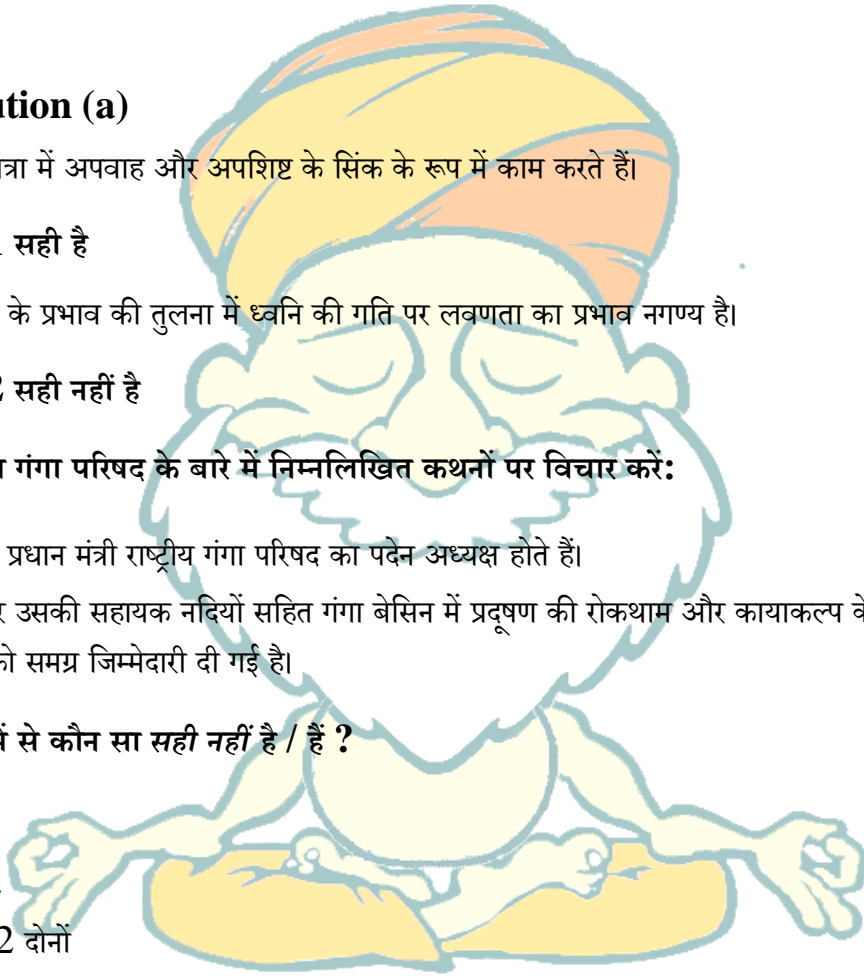 ution (a)
त्रा में अपवाह और अपशिष्ट के सिंक के रूप में काम करते हैं।
सही है
के प्रभाव की तुलना में ध्वनि की गति पर लवणता का प्रभाव नगण्य है।
2 सही नहीं है
गंगा परिषद के बारे में निम्नलिखित कथनों पर विचार करें:
प्रधान मंत्री राष्ट्रीय गंगा परिषद का पदेन अध्यक्ष होते हैं।
र उसकी सहायक नदियों सहित गंगा बेसिन में प्रदूषण की रोकथाम और कायाकल्प वे
को समग्र जिम्मेदारी दी गई है।
में से कौन सा सही नहीं है / हैं ?
2 दोनों